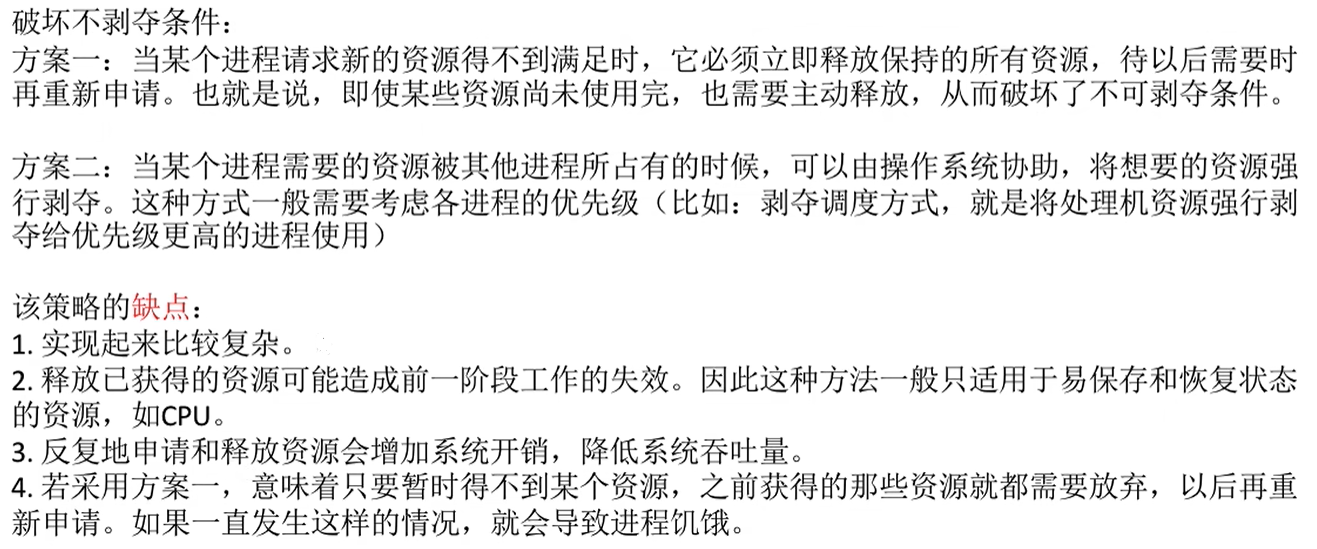 破坏不剥夺条件：
方案一：当某个进程请求新的资源得不到满足时，它必须立即释放保持的所有资源，待以后需要时
再重新申请。也就是说，即使某些资源尚未使用完，也需要主动释放，从而破坏了不可剥夺条件。
方案二：当某个进程需要的资源被其他进程所占有的时候，可以由操作系统协助，将想要的资源强
行剥夺。这种方式一般需要考虑各进程的优先级（比如：剥夺调度方式，就是将处理机资源强行剥
夺给优先级更高的进程使用）
该策略的缺点：
1. 实现起来比较复杂。
2. 释放已获得的资源可能造成前一阶段工作的失效。因此这种方法一般只适用于易保存和恢复状态
的资源，如CPU。
3. 反复地申请和释放资源会增加系统开销，降低系统吞吐量。
4. 若采用方案一，意味着只要暂时得不到某个资源，之前获得的那些资源就都需要放弃，以后再重
新申请。如果一直发生这样的情况，就会导致进程饥饿。